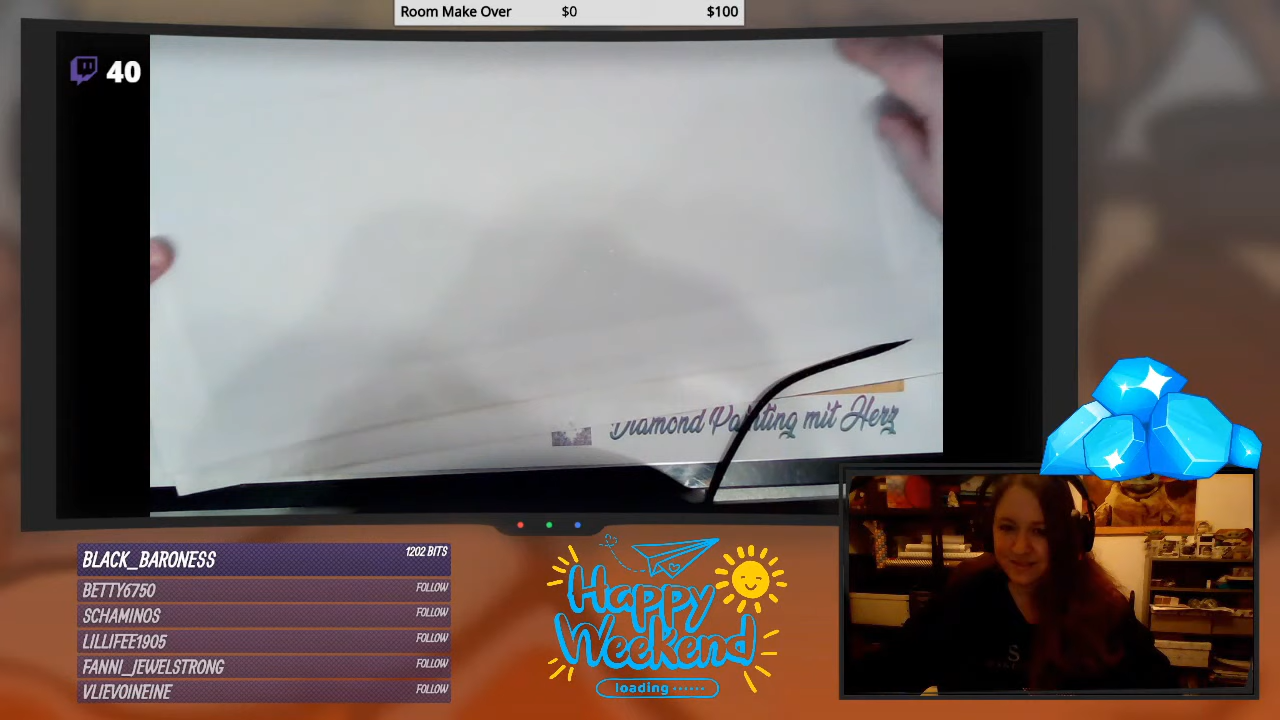 Room Make Over $0 $100
40
Diamond Painting mit Herz
BLACK_BARONESS 1202 BITS
BETTY6750 FOLLOW
SCHAMINOS FOLLOW
LILLIFEE1905 FOLLOW
FANNI_JEWELSTRONG FOLLOW
VLIEVOINEINE FOLLOW
Happy
Weekend
loading ······